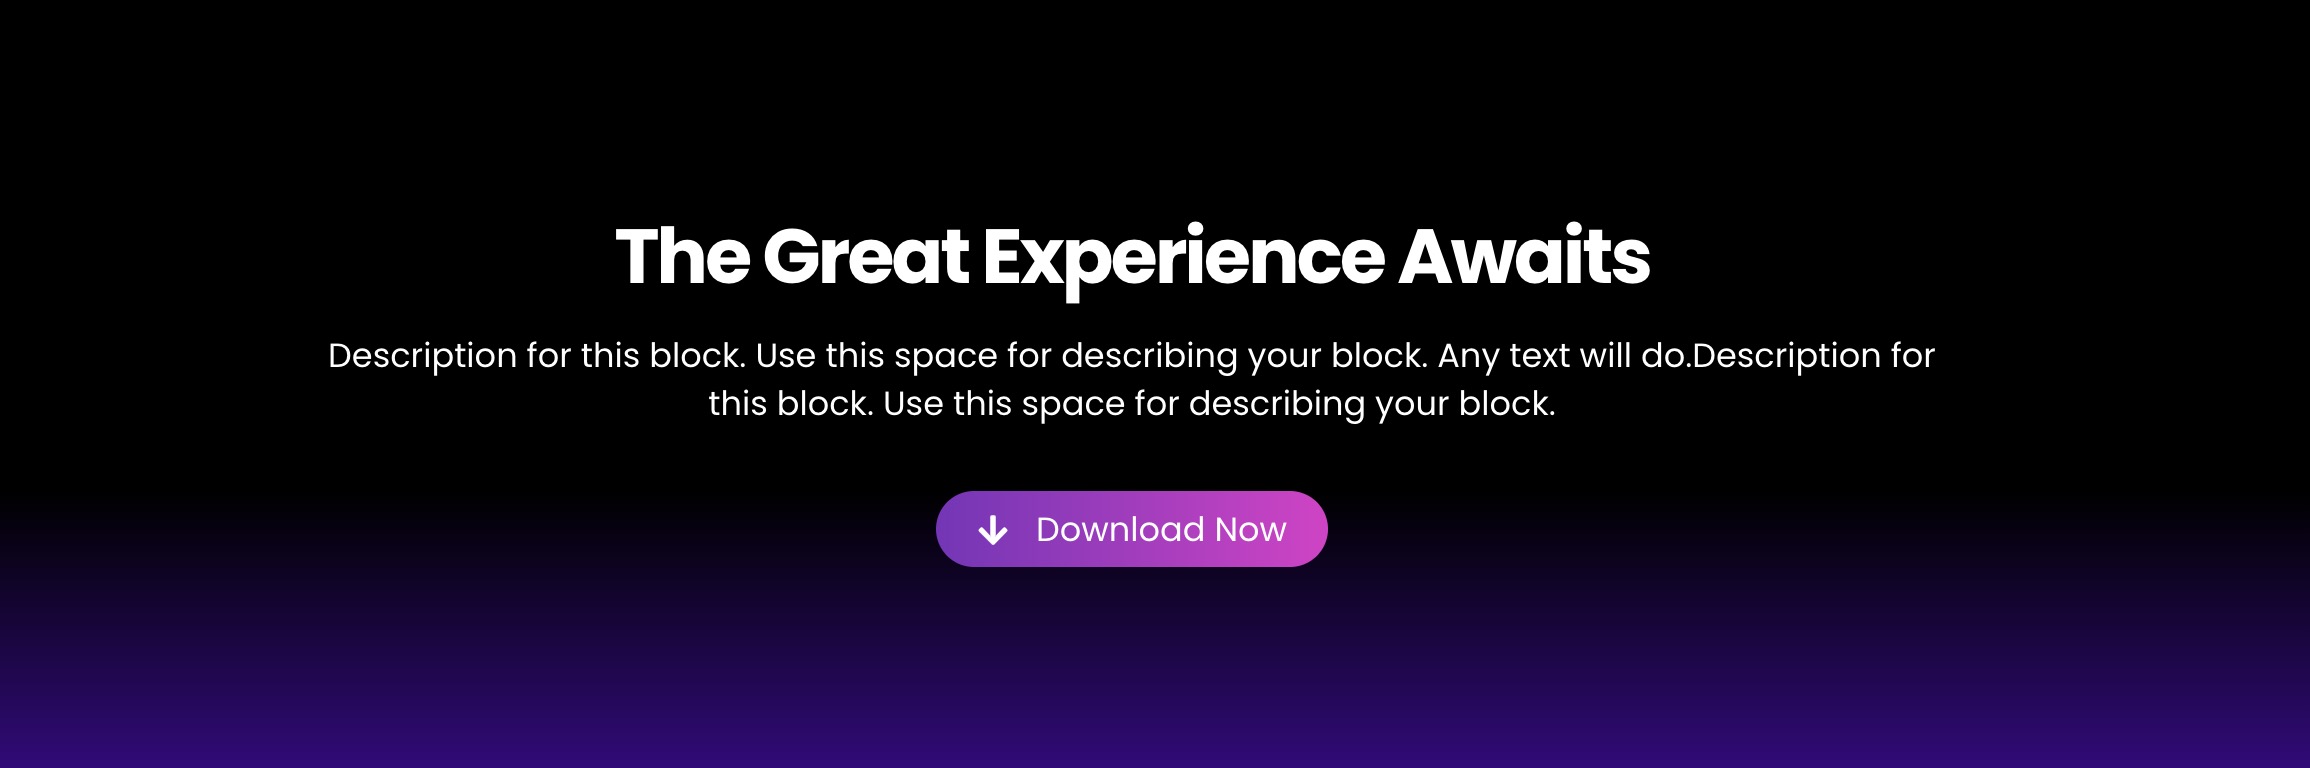 The Great Experience Awaits
Description for this block. Use this space for describing your block. Any text will do.Description for
this block. Use this space for describing your block.
Download Now